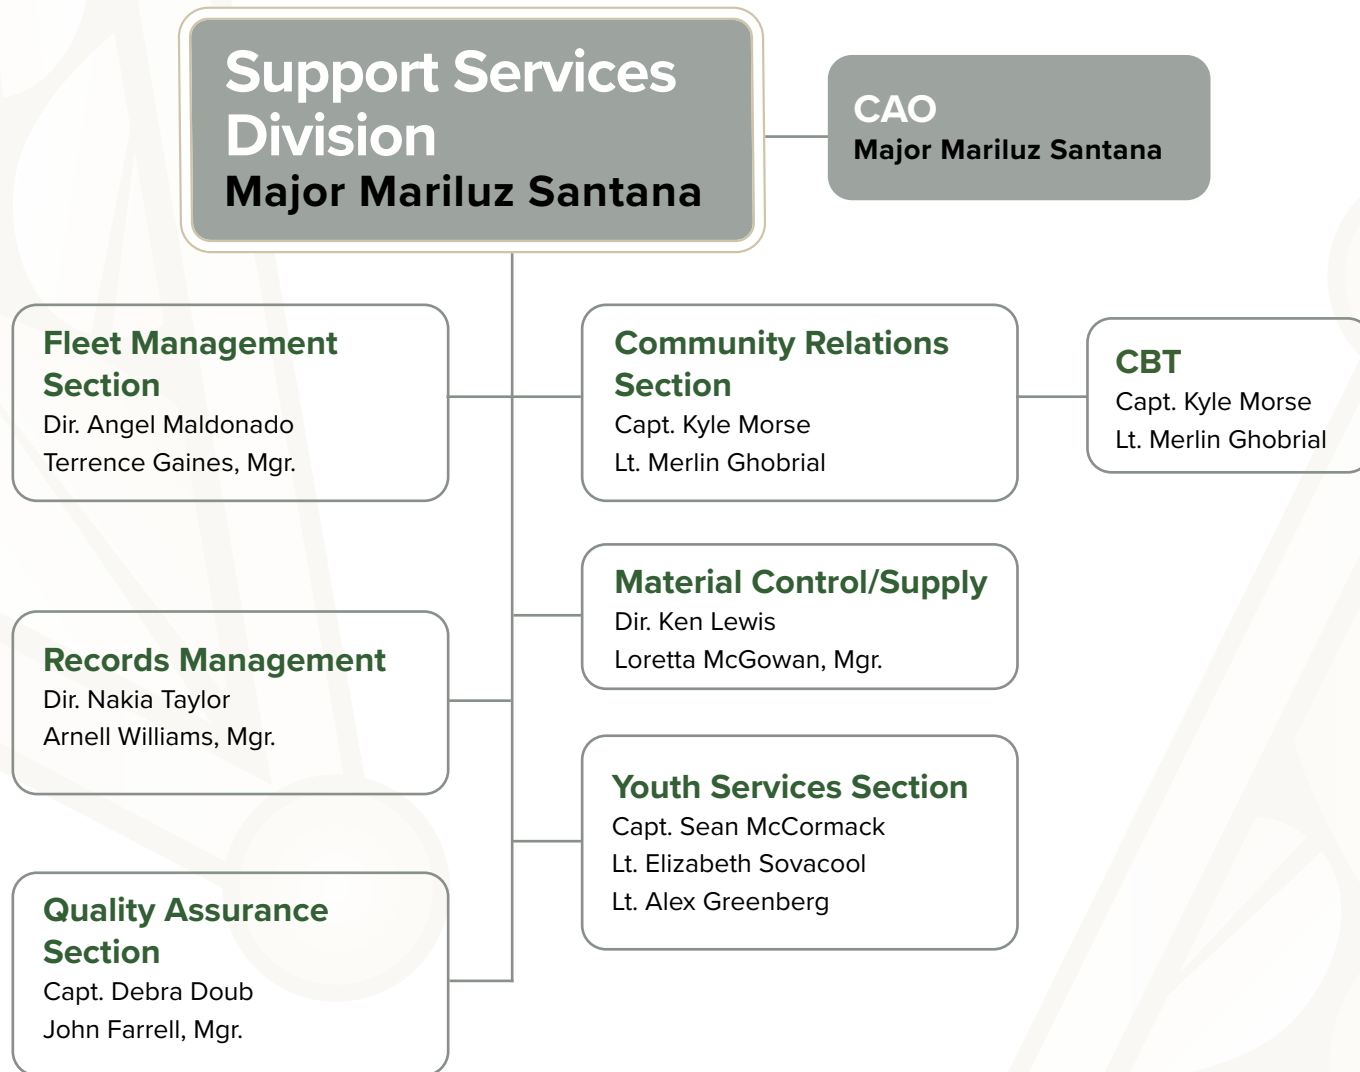 Support Services
Division
Major Mariluz Santana
CAO
Major Mariluz Santana
Fleet Management
Section
Dir. Angel Maldonado
Terrence Gaines, Mgr.
Community Relations
Section
Capt. Kyle Morse
Lt. Merlin Ghobrial
CBT
Capt. Kyle Morse
Lt. Merlin Ghobrial
Material Control/Supply
Dir. Ken Lewis
Loretta McGowan, Mgr.
Records Management
Dir. Nakia Taylor
Arnell Williams, Mgr.
Youth Services Section
Capt. Sean McCormack
Lt. Elizabeth Sovacool
Lt. Alex Greenberg
Quality Assurance
Section
Capt. Debra Doub
John Farrell, Mgr.